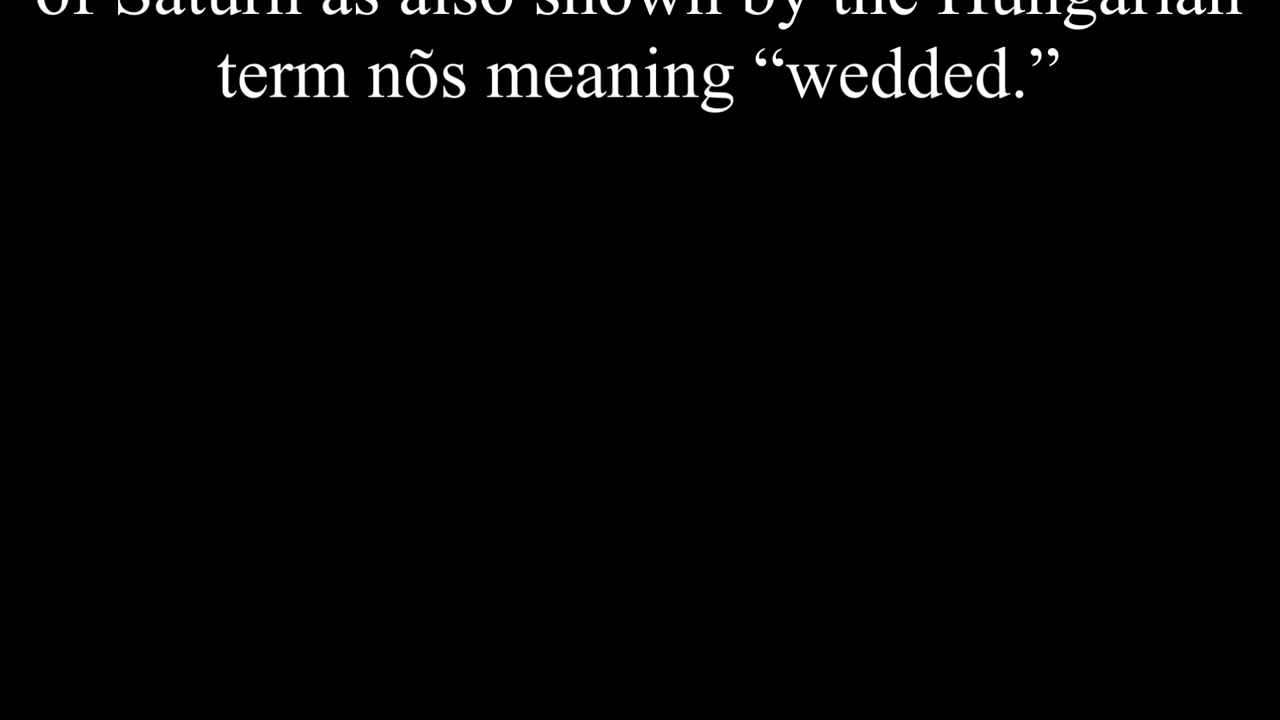 of Saturn as also shown by the Hungarian
term nõs meaning “wedded.”